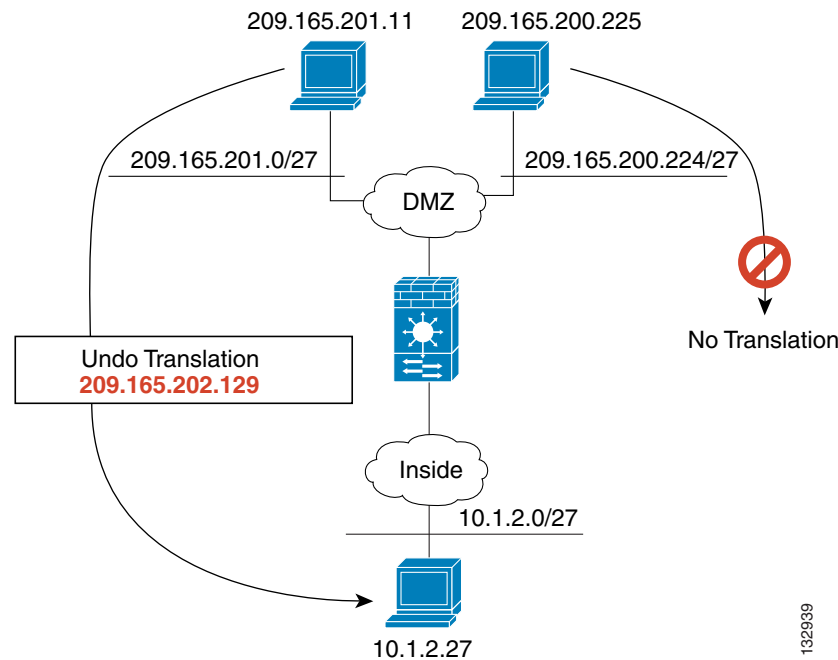 209.165.201.11
209.165.200.225
209.165.201.0/27
209.165.200.224/27
DMZ
No Translation
Undo Translation
209.165.202.129
Inside
10.1.2.0/27
10.1.2.27
132939